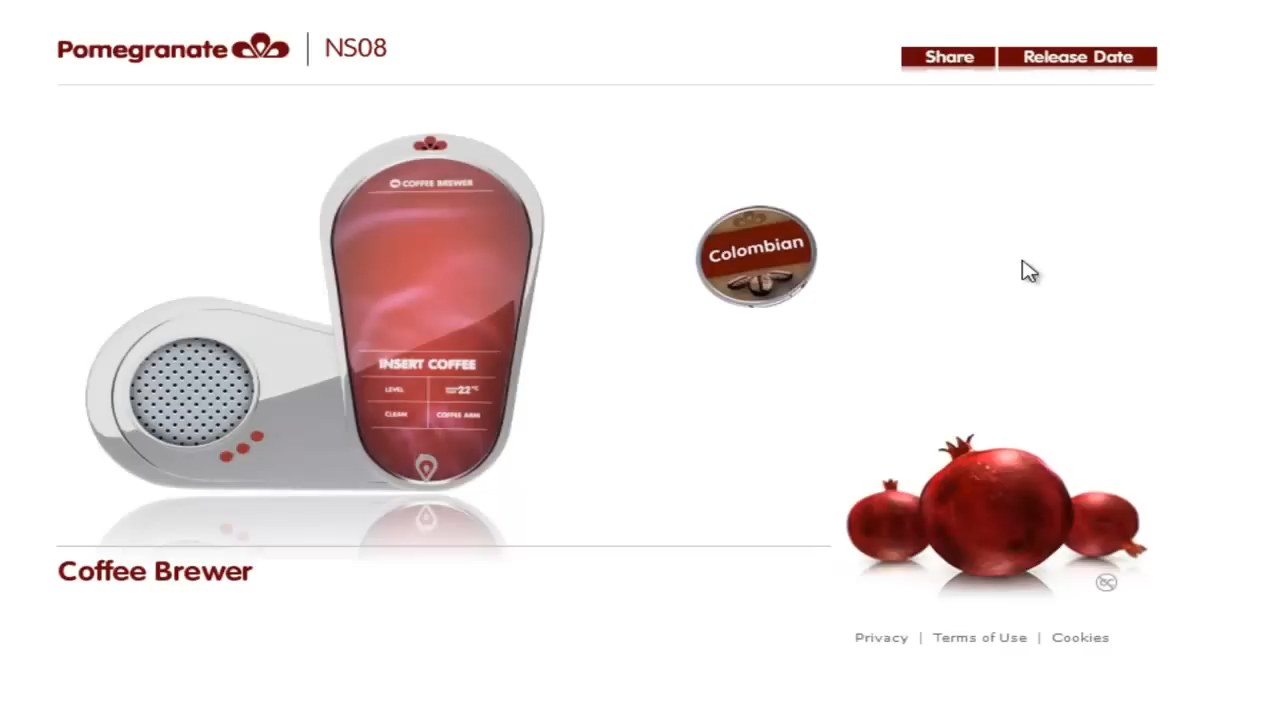 Pomegranate | NS08
Share
Release Date
COFFEE BREWER
Colombian
INSERT COFFEE
LEVEL
22°C
CLEAN
COFFEE ARM
Coffee Brewer
Privacy | Terms of Use | Cookies